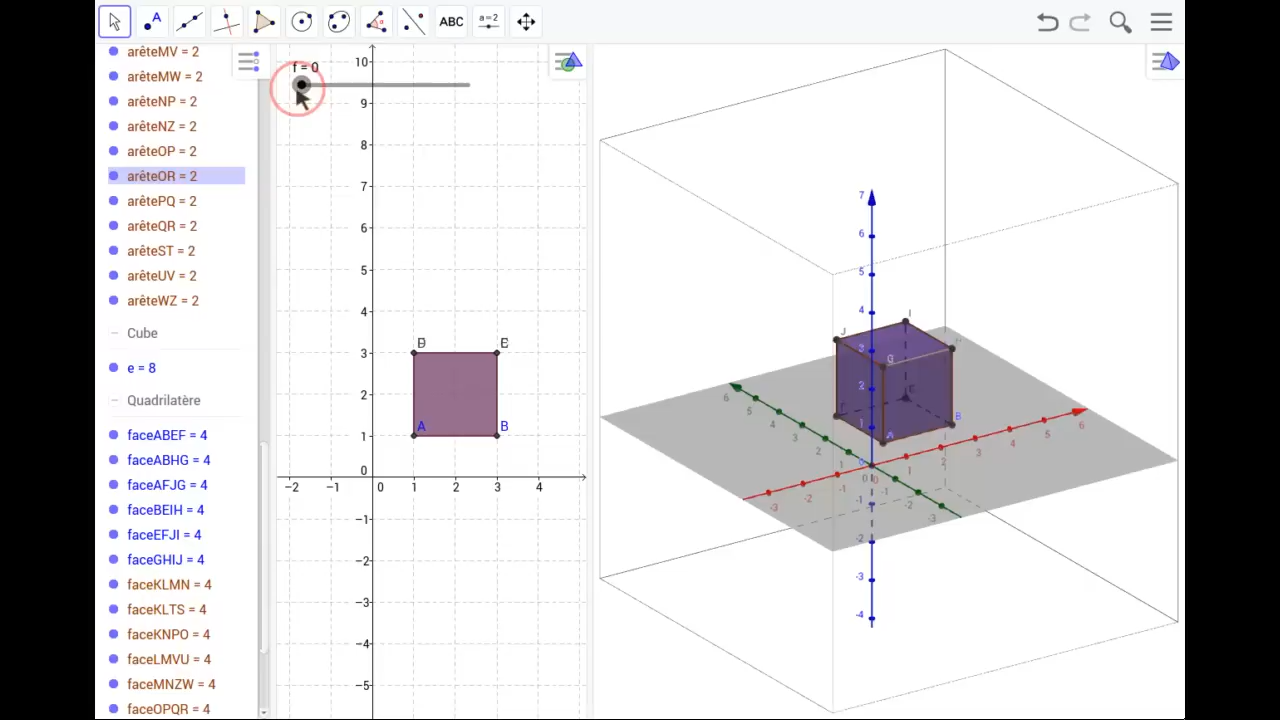 A
ABC
a=2
arêteMV = 2
arêteMW = 2
arêteNP = 2
arêteNZ = 2
arêteOP = 2
arêteOR = 2
arêtePQ = 2
arêteQR = 2
arêteST = 2
arêteUV = 2
arêteWZ = 2
Cube
e = 8
Quadrilatère
faceABEF = 4
faceABHG = 4
faceAFJG = 4
faceBEIH = 4
faceEFJI = 4
faceGHIJ = 4
faceKLMN = 4
faceKLTS = 4
faceKNPO = 4
faceLMVU = 4
faceMNZW = 4
faceOPQR = 4
f = 0
10
9
8
7
6
5
4
3
2
1
0
−2 −1 0 1 2 3 4
−1
−2
−3
−4
−5
A
B
7
6
5
4
3
2
1
0
-1
-2
-3
-4
6
5
4
3
2
1
0
-1
-2
-3
-3
-2
-1
0
1
2
3
4
5
6
J
I
G
A
B